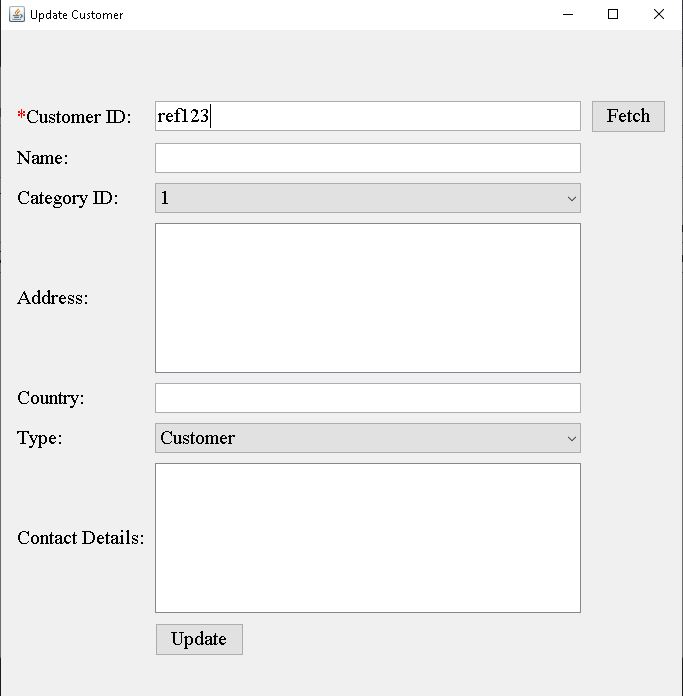 Update Customer
*Customer ID: ref123 Fetch
Name:
Category ID: 1
Address:
Country:
Type: Customer
Contact Details:
Update